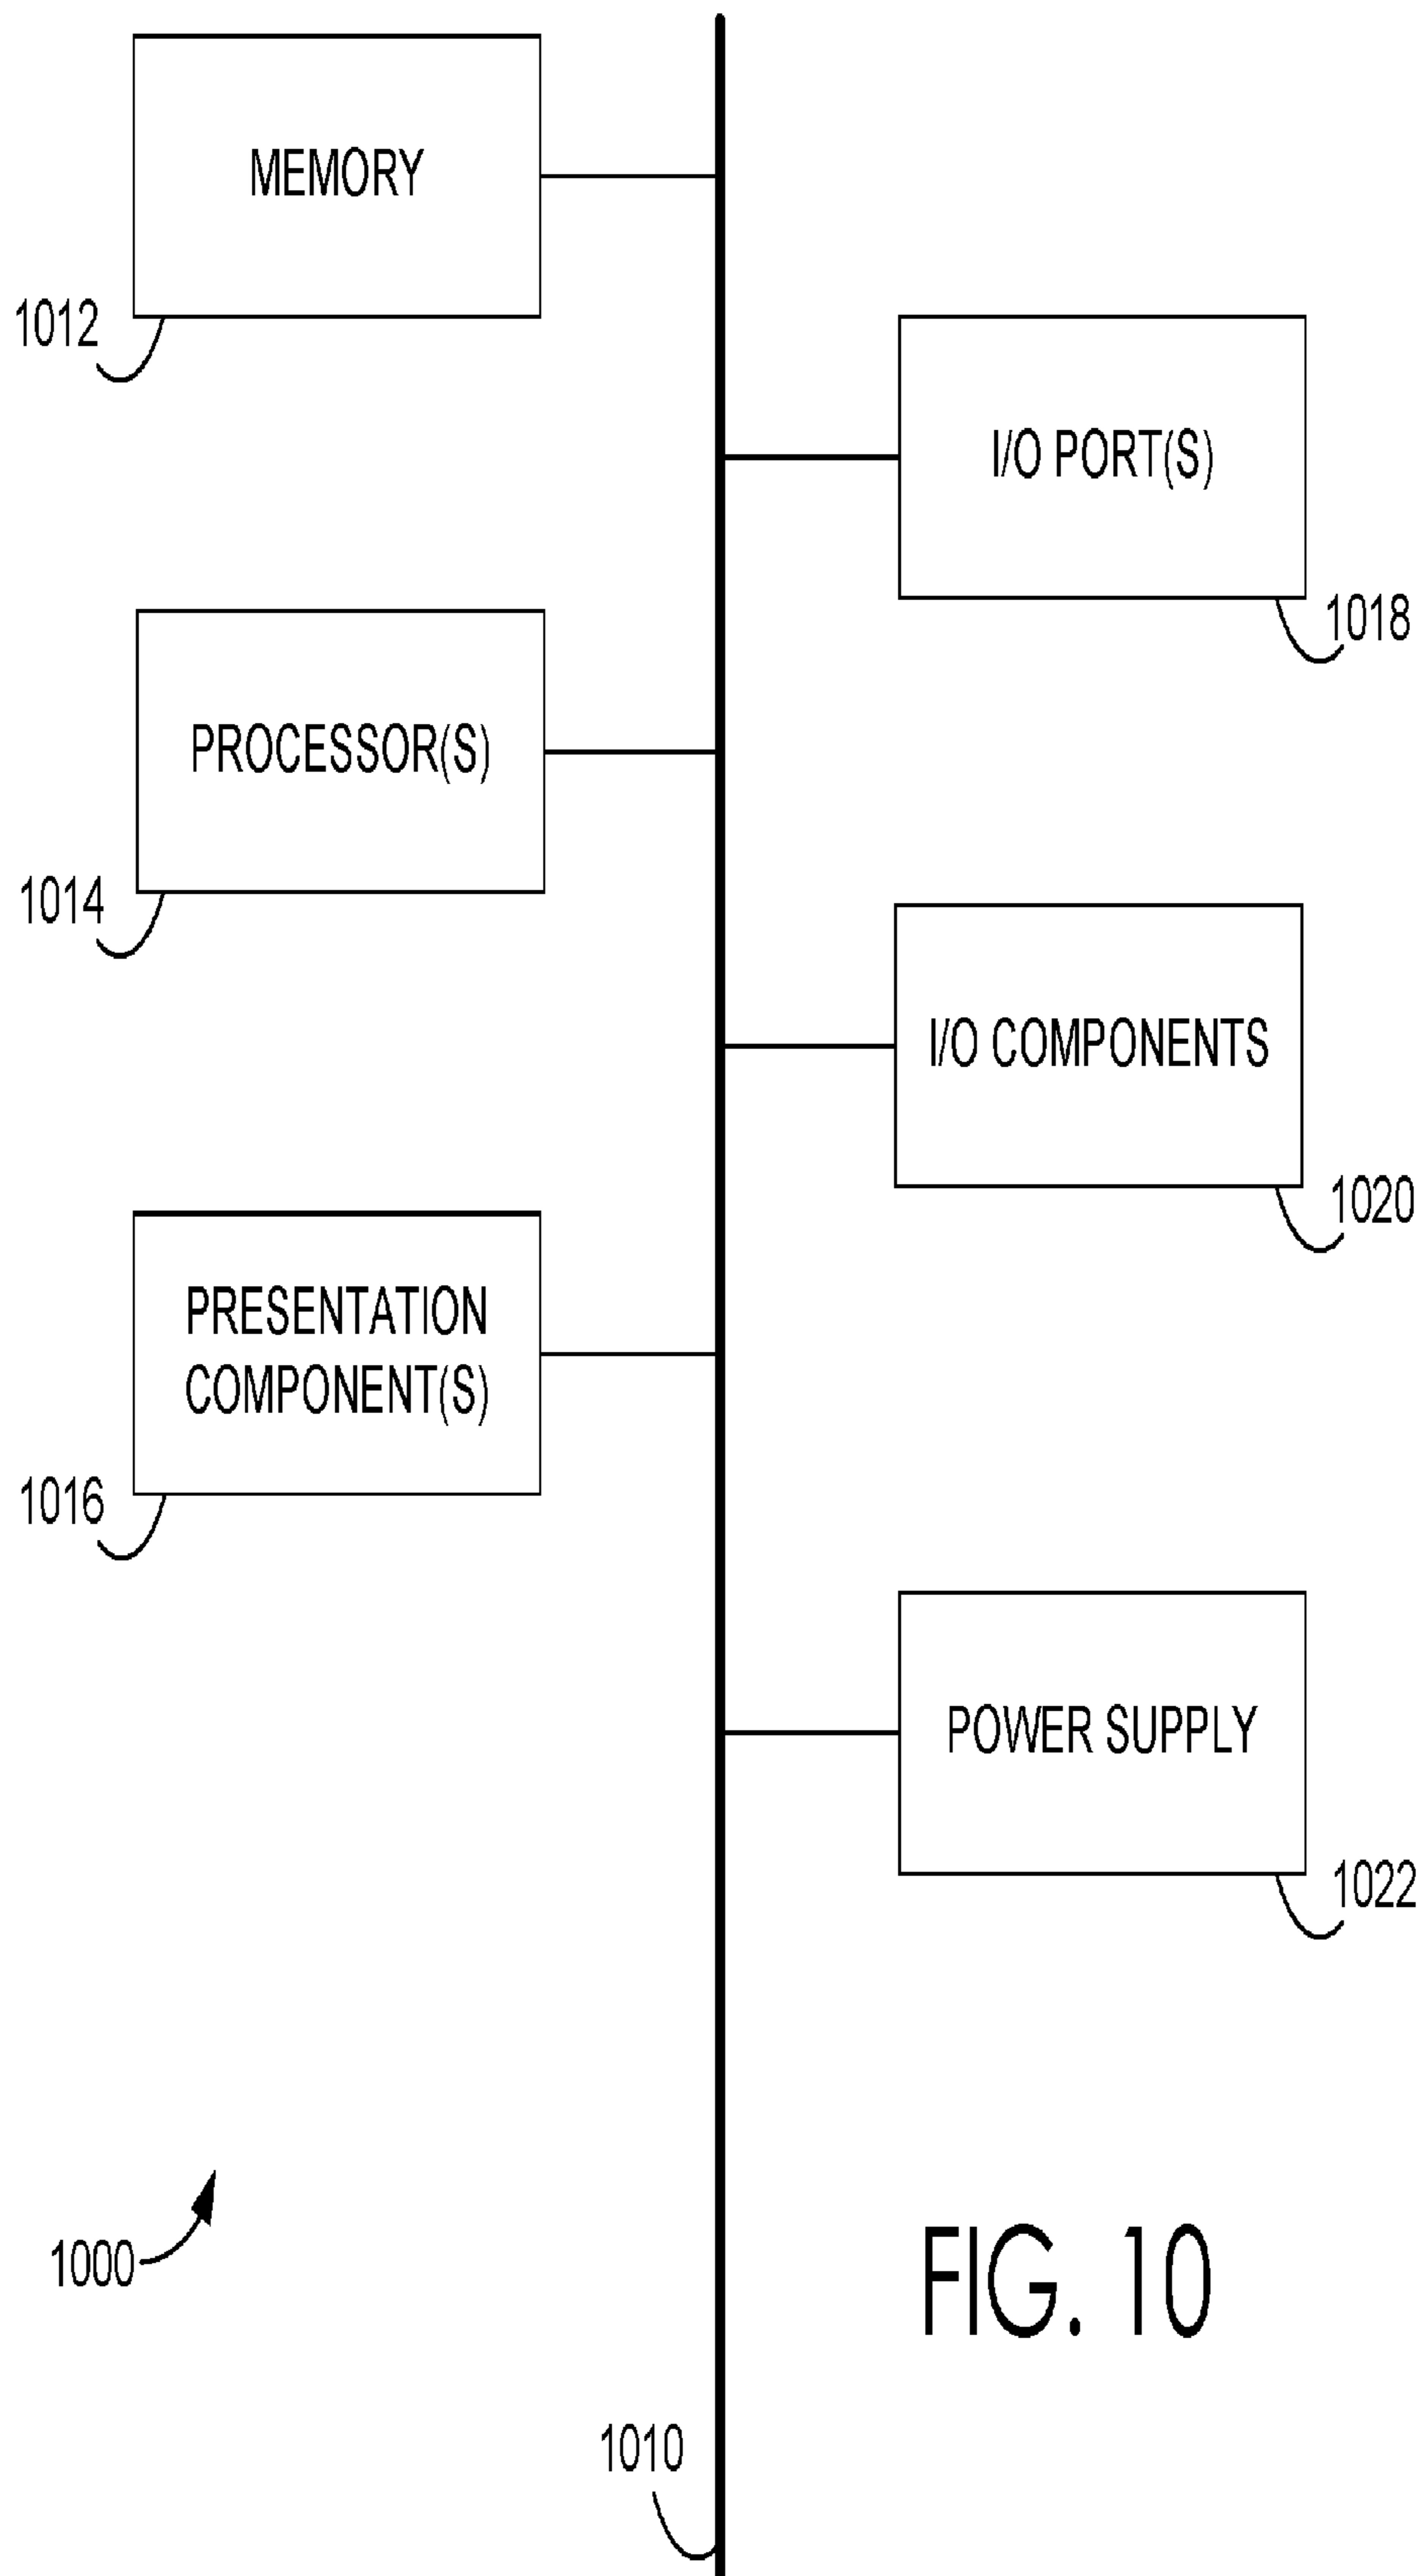 MEMORY
1012
I/O PORT(S)
1018
PROCESSOR(S)
1014
I/O COMPONENTS
1020
PRESENTATION
COMPONENT(S)
1016
POWER SUPPLY
1022
1000
FIG. 10
1010